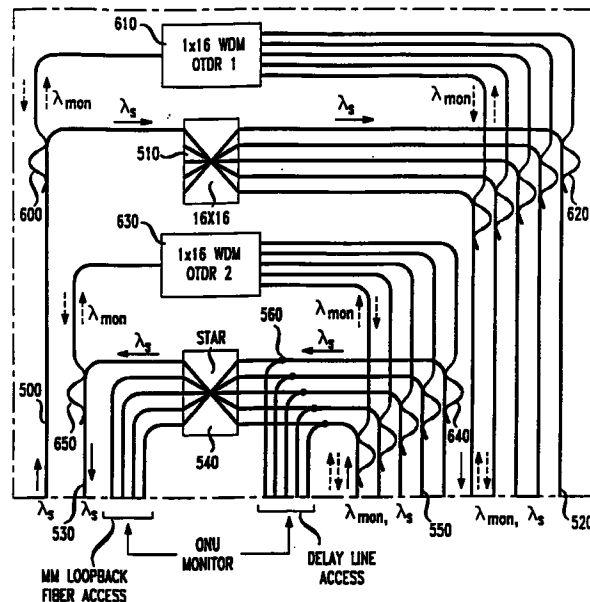 610
1x16 WDM
OTDR 1
λmon
λs
λs
λmon
510
600
16X16
620
630
1x16 WDM
OTDR 2
λmon
560
λmon
λs
STAR
λs
500
650
540
640
λs
530
λs
λmon, λs
550
λmon, λs
520
MM LOOPBACK
FIBER ACCESS
ONU
MONITOR
DELAY LINE
ACCESS